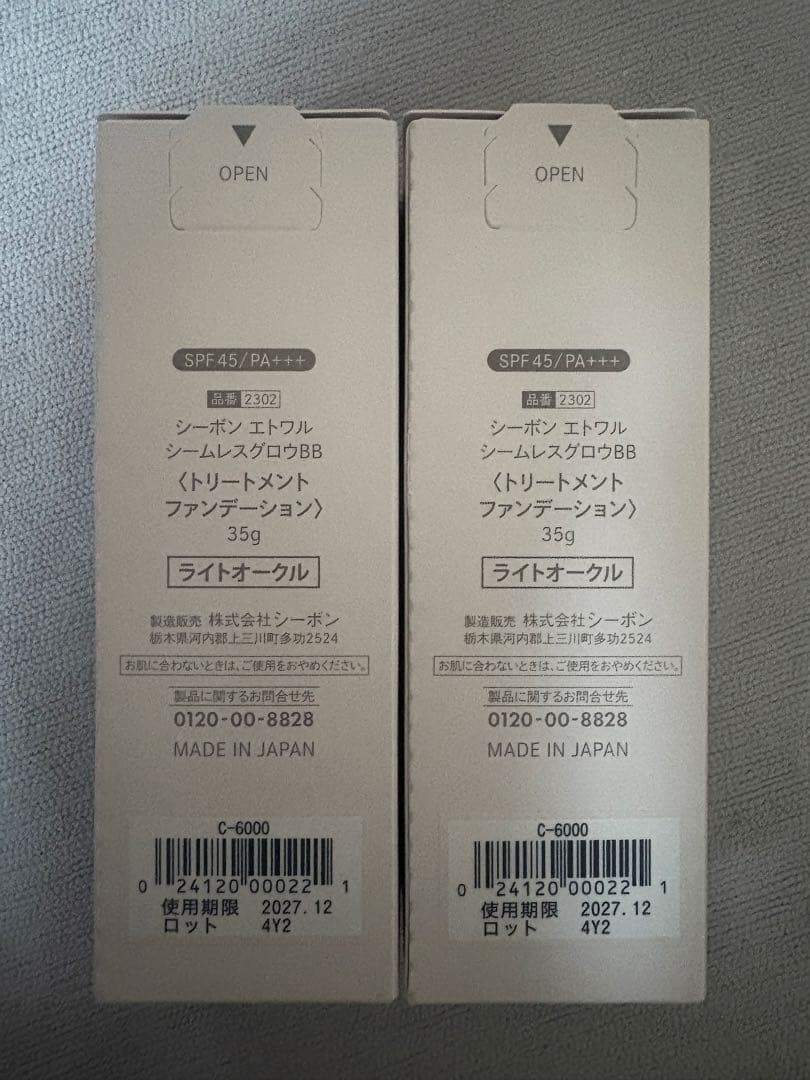 OPEN
SPF45/PA+++
品番 2302
シーボン エトワル
シームレスグロウBB
〈トリートメント
ファンデーション〉
35g
ライトオークル
製造販売 株式会社シーボン
栃木県河内郡上三川町多功2524
お肌に合わないときは、ご使用をおやめください。
製品に関するお問合せ先
0120-00-8828
MADE IN JAPAN
C-6000
0 24120 00022 1
使用期限 2027.12
ロット 4Y2
OPEN
SPF45/PA+++
品番 2302
シーボン エトワル
シームレスグロウBB
〈トリートメント
ファンデーション〉
35g
ライトオークル
製造販売 株式会社シーボン
栃木県河内郡上三川町多功2524
お肌に合わないときは、ご使用をおやめください。
製品に関するお問合せ先
0120-00-8828
MADE IN JAPAN
C-6000
0 24120 00022 1
使用期限 2027.12
ロット 4Y2